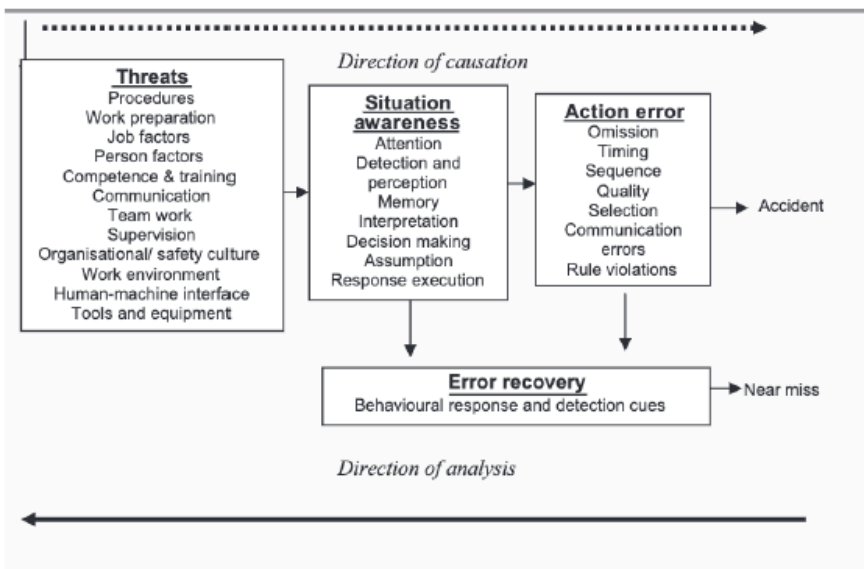 Direction of causation
Threats
Procedures
Work preparation
Job factors
Person factors
Competence & training
Communication
Team work
Supervision
Organisational/ safety culture
Work environment
Human-machine interface
Tools and equipment
Situation
awareness
Attention
Detection and
perception
Memory
Interpretation
Decision making
Assumption
Response execution
Action error
Omission
Timing
Sequence
Quality
Selection
Communication
errors
Rule violations
Accident
Error recovery
Behavioural response and detection cues
Near miss
Direction of analysis